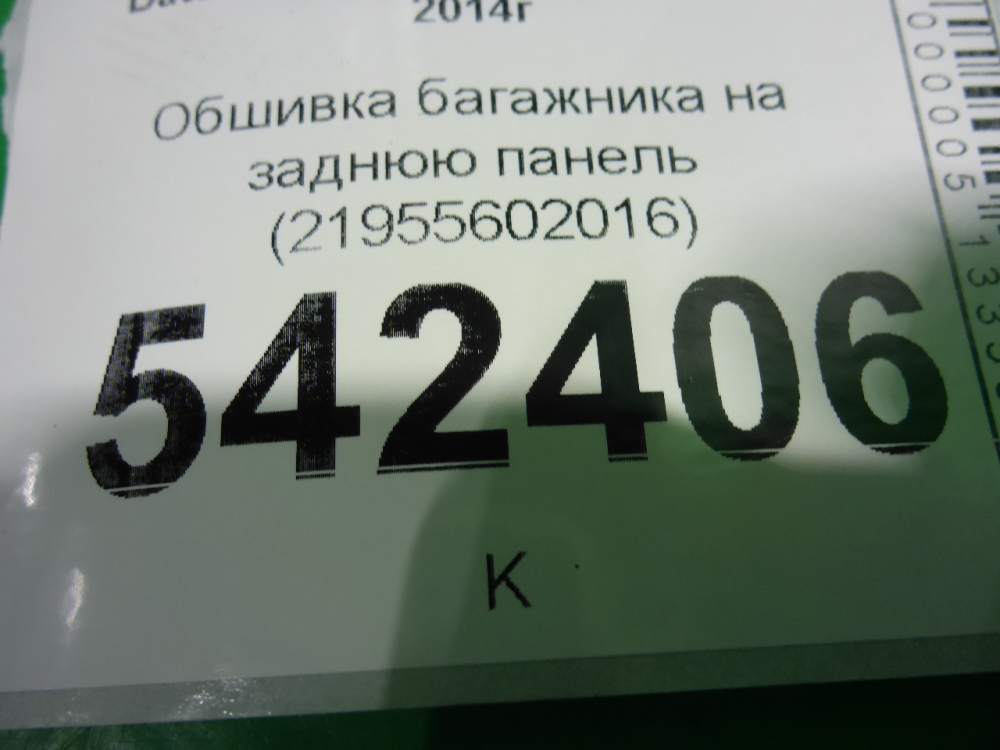 2014г
Обшивка багажника на
заднюю панель
(21955602016)
542406
К